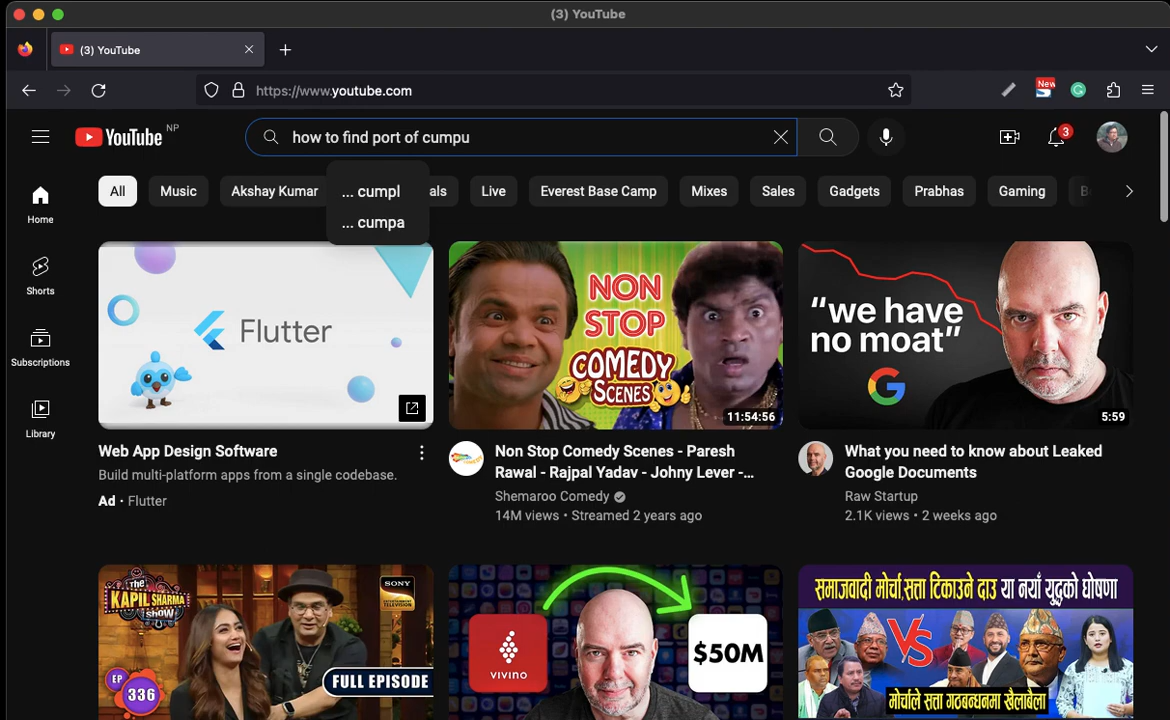 (3) YouTube
(3) YouTube
https://www.youtube.com
New
YouTube NP
how to find port of cumpu
3
All
Music
Akshay Kumar
als
Live
Everest Base Camp
Mixes
Sales
Gadgets
Prabhas
Gaming
... cumpl
... cumpa
Home
Shorts
Subscriptions
Library
Flutter
NON
STOP
COMEDY
SCENES
11:54:56
“we have
no moat”
5:59
Web App Design Software
Build multi-platform apps from a single codebase.
Ad · Flutter
Non Stop Comedy Scenes - Paresh
Rawal - Rajpal Yadav - Johny Lever -...
Shemaroo Comedy
14M views • Streamed 2 years ago
What you need to know about Leaked
Google Documents
Raw Startup
2.1K views • 2 weeks ago
The
KAPIL SHARMA
Show
SONY
EP
336
FULL EPISODE
VIVINO
$50M
समाजवादी मोर्चा,सत्ता टिकाउने दाउ या नयाँ युद्धको घोषणा
VS
मोर्चाले सत्ता गठबन्धनमा खैलाबैला